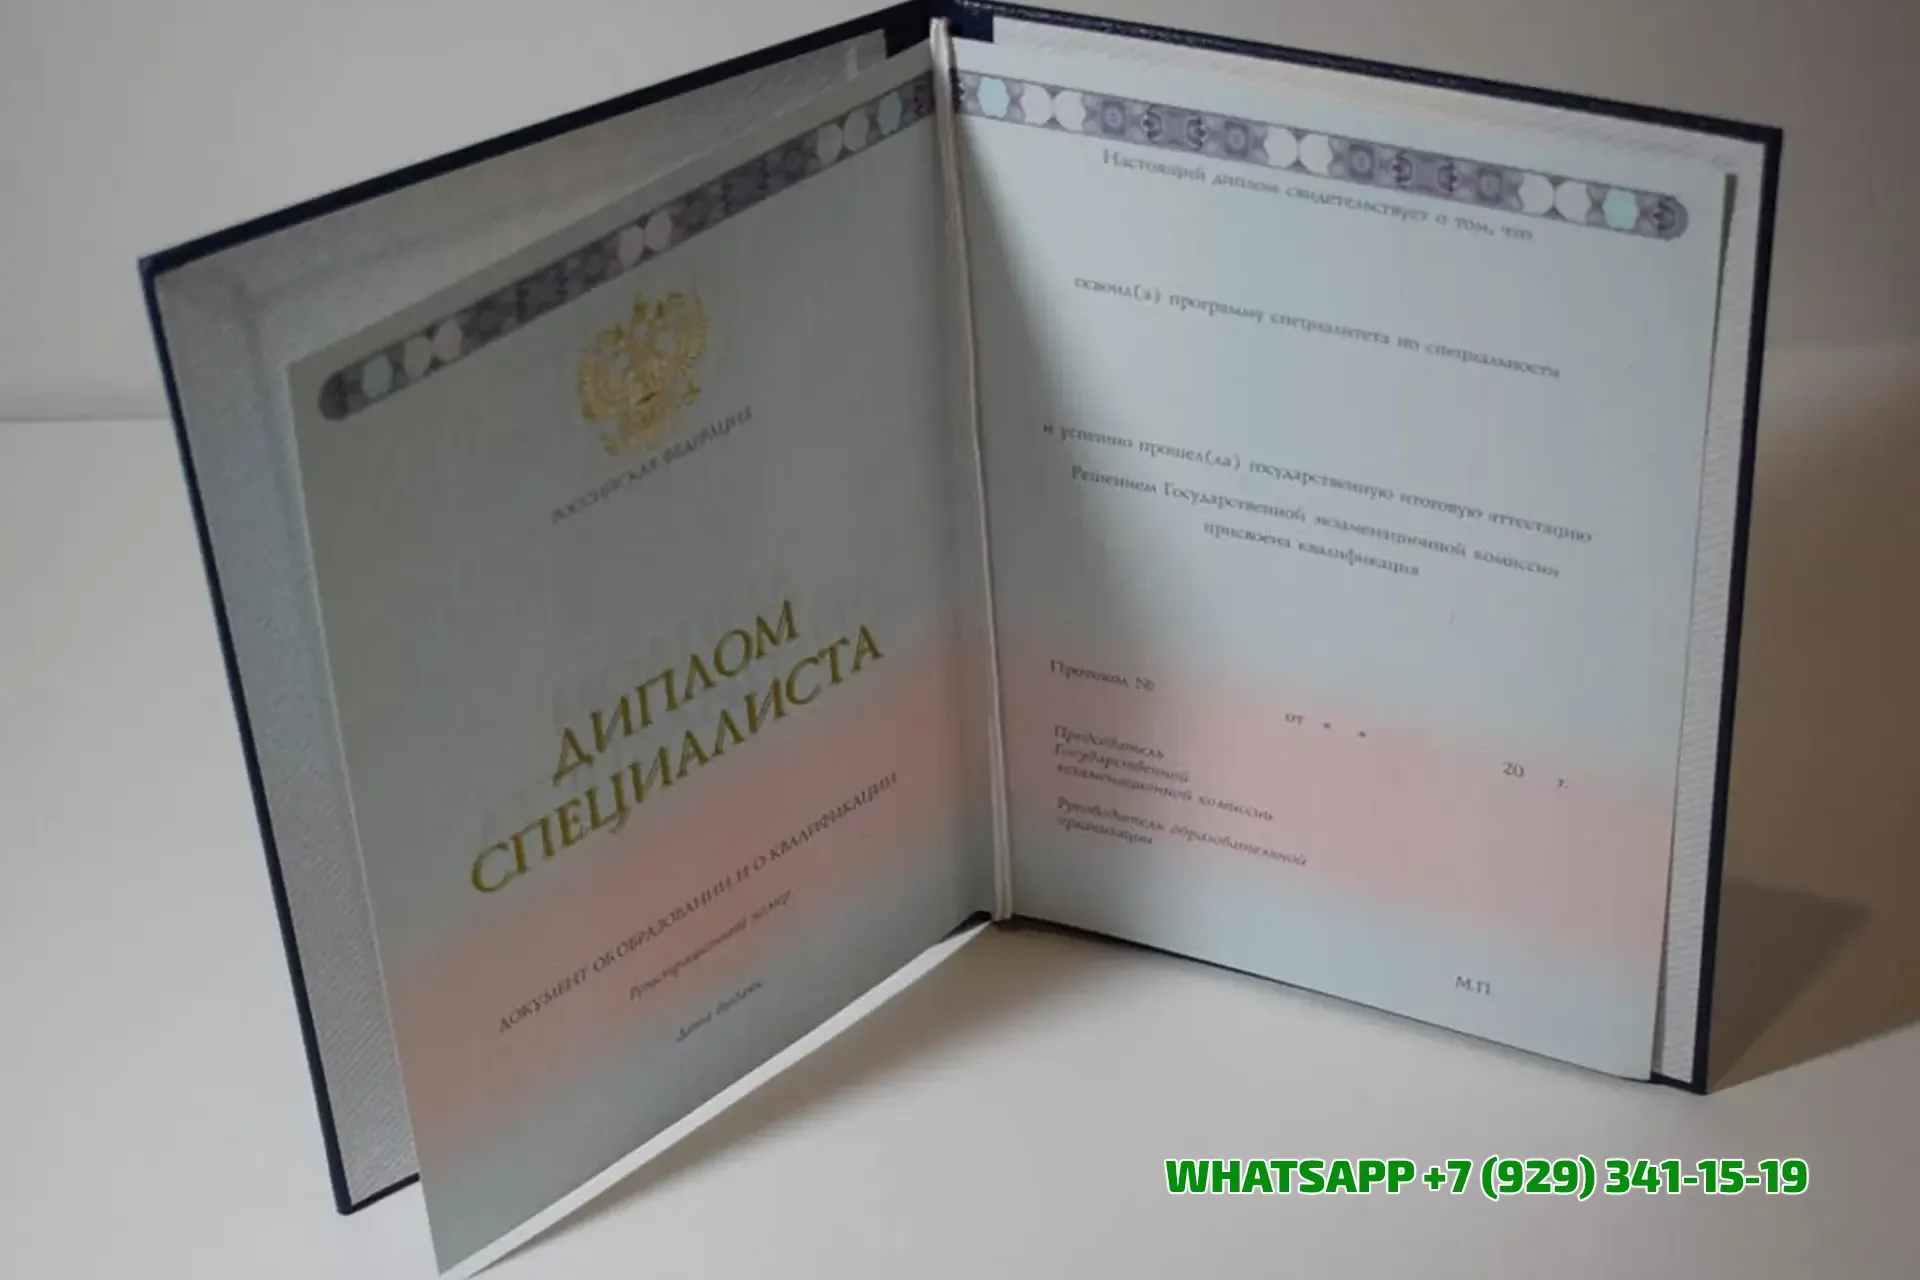 РОССИЙСКАЯ ФЕДЕРАЦИЯ
ДИПЛОМ
СПЕЦИАЛИСТА
ДОКУМЕНТ ОБ ОБРАЗОВАНИИ И О КВАЛИФИКАЦИИ
Регистрационный номер
Дата выдачи
Настоящий диплом свидетельствует о том, что
освоил(а) программу специалитета по специальности
и успешно прошел(ла) государственную итоговую аттестацию
Решением Государственной экзаменационной комиссии
присвоена квалификация
Протокол №
от « » 20 г.
Председатель
Государственной
экзаменационной комиссии
Руководитель образовательной
организации
М.П.
WHATSAPP +7 (929) 341-15-19